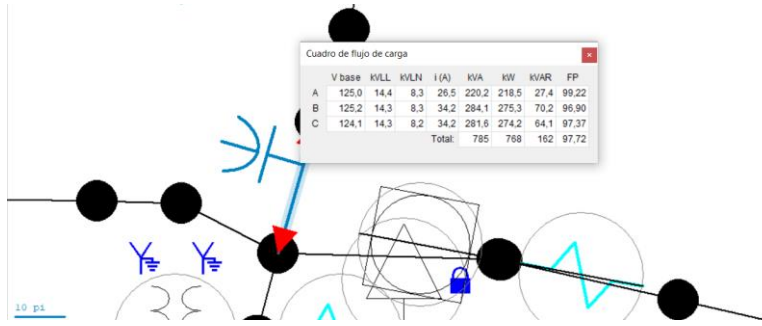 Cuadro de flujo de carga
x
V base kVLL kVLN i (A) kVA kW kVAR FP
A 125,0 14,4 8,3 26,5 220,2 218,5 27,4 99,22
B 125,2 14,3 8,3 34,2 284,1 275,3 70,2 96,90
C 124,1 14,3 8,2 34,2 281,6 274,2 64,1 97,37
Total: 785 768 162 97,72
10 pi